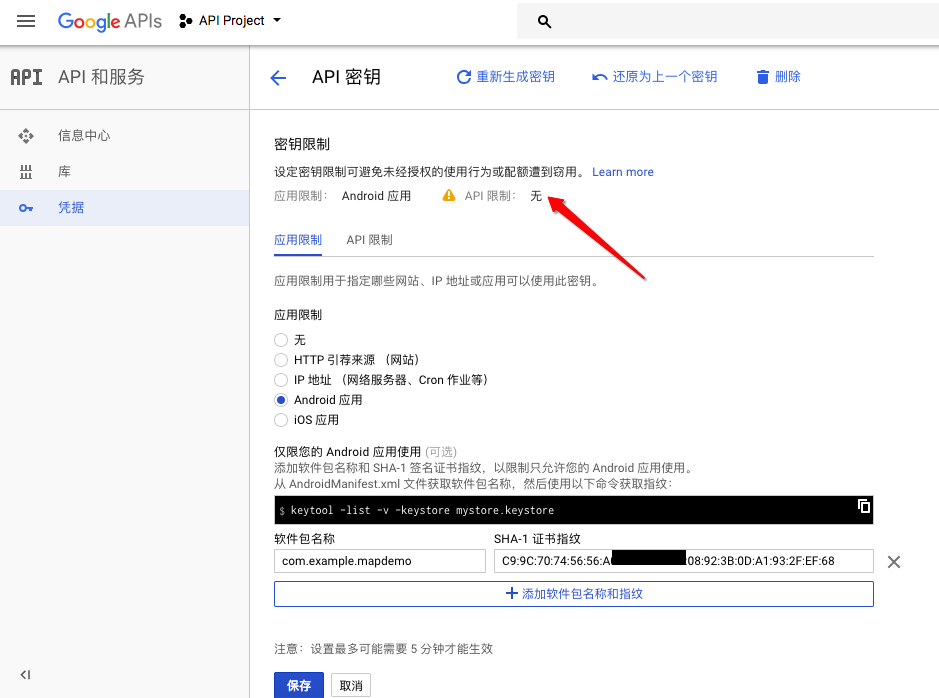 Google APIs API Project
API API 和服务
API 密钥 重新生成密钥 还原为上一个密钥 删除
信息中心
库
凭据
密钥限制
设定密钥限制可避免未经授权的使用行为或配额遭到窃用。 Learn more
应用限制： Android 应用 API 限制： 无
应用限制 API 限制
应用限制用于指定哪些网站、IP 地址或应用可以使用此密钥。
应用限制
无
HTTP 引荐来源 （网站）
IP 地址 （网络服务器、Cron 作业等）
Android 应用
iOS 应用
仅限您的 Android 应用使用 (可选)
添加软件包名称和 SHA-1 签名证书指纹，以限制只允许您的 Android 应用使用。
从 AndroidManifest.xml 文件获取软件包名称，然后使用以下命令获取指纹：
$ keytool -list -v -keystore mystore.keystore
软件包名称 SHA-1 证书指纹
com.example.mapdemo C9:9C:70:74:56:56: :08:92:3B:0D:A1:93:2F:EF:68
添加软件包名称和指纹
注意：设置最多可能需要 5 分钟才能生效
保存 取消